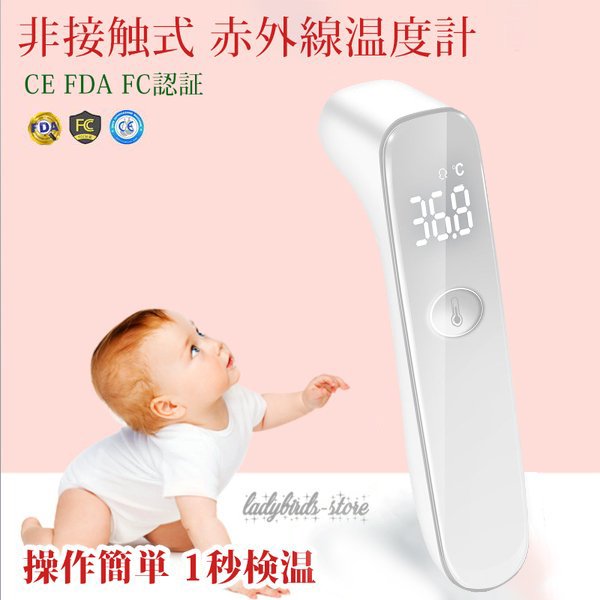 非接触式 赤外線温度計
CE FDA FC認証
FDA FC CE
℃
36.8
ladybirds-store
操作簡単 1秒検温